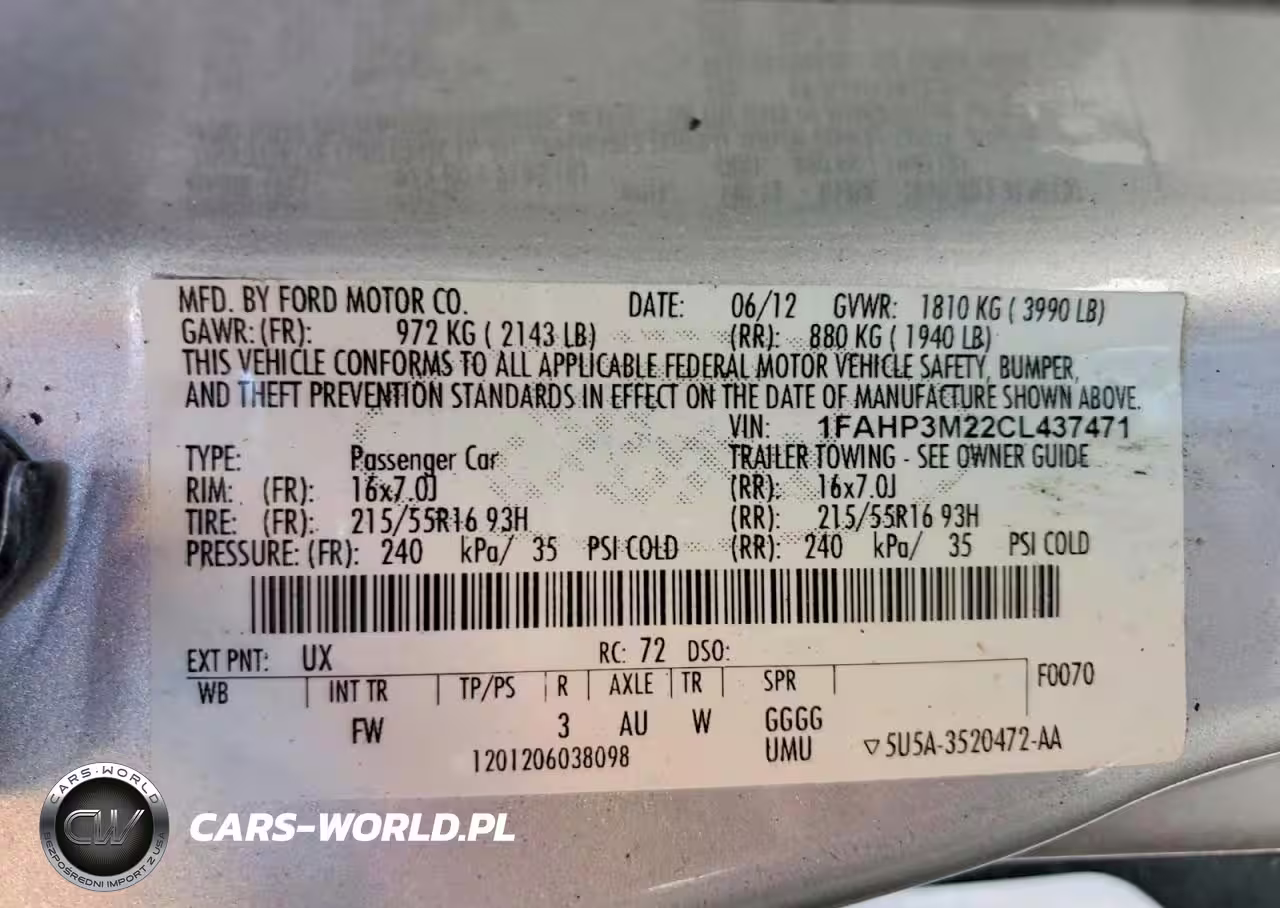 MFD. BY FORD MOTOR CO. DATE: 06/12 GVWR: 1810 KG ( 3990 LB)
GAWR: (FR): 972 KG ( 2143 LB) (RR): 880 KG ( 1940 LB)
THIS VEHICLE CONFORMS TO ALL APPLICABLE FEDERAL MOTOR VEHICLE SAFETY, BUMPER,
AND THEFT PREVENTION STANDARDS IN EFFECT ON THE DATE OF MANUFACTURE SHOWN ABOVE.
VIN: 1FAHP3M22CL437471
TYPE: Passenger Car TRAILER TOWING - SEE OWNER GUIDE
RIM: (FR): 16x7.0J (RR): 16x7.0J
TIRE: (FR): 215/55R16 93H (RR): 215/55R16 93H
PRESSURE: (FR): 240 kPa/ 35 PSI COLD (RR): 240 kPa/ 35 PSI COLD
EXT PNT: UX RC: 72 DSO:
WB INT TR TP/PS R AXLE TR SPR F0070
FW 3 AU W GGGG
1201206038098 UMU ▽5U5A-3520472-AA
CARS-WORLD
CW
BEZPOŚREDNI IMPORT Z USA
CARS-WORLD.PL